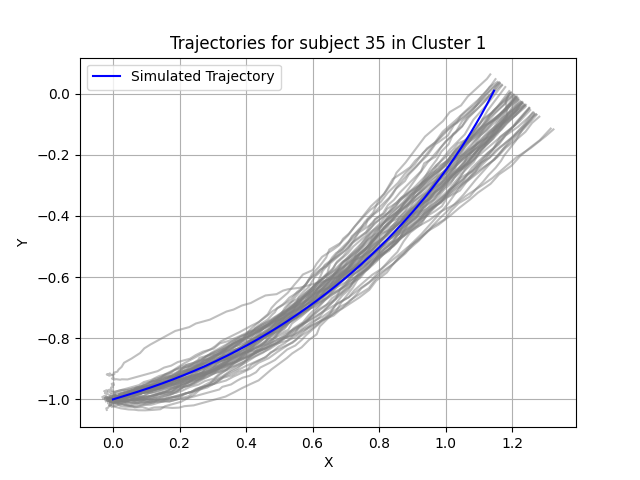 Trajectories for subject 35 in Cluster 1
Simulated Trajectory
Y
0.0
−0.2
−0.4
−0.6
−0.8
−1.0
0.0 0.2 0.4 0.6 0.8 1.0 1.2
X